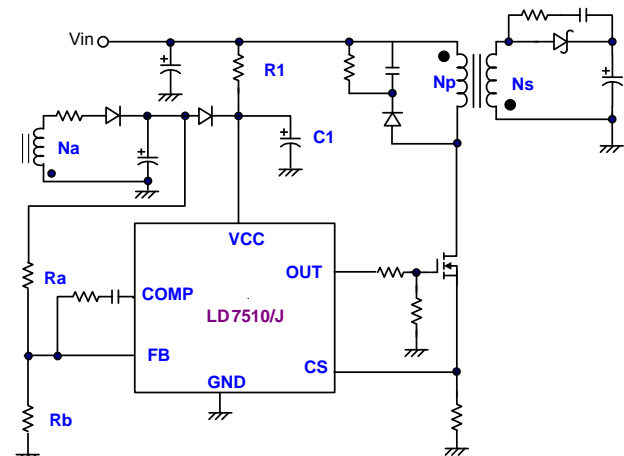 Vin
R1
Np
Ns
Na
C1
VCC
OUT
Ra
COMP
LD7510/J
FB
CS
GND
Rb